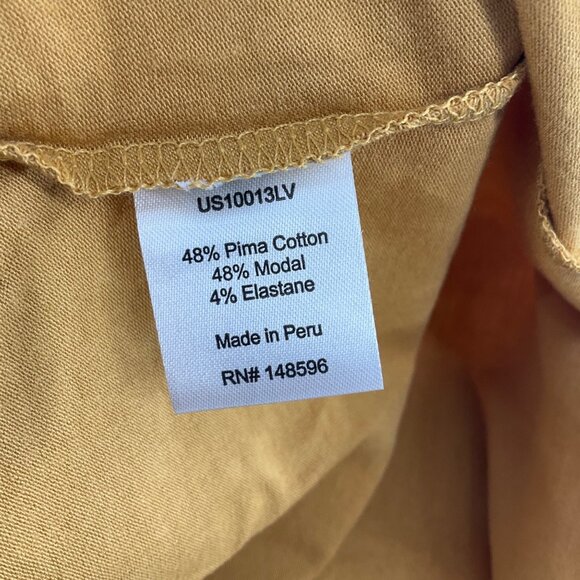 US10013LV
48% Pima Cotton
48% Modal
4% Elastane
Made in Peru
RN# 148596